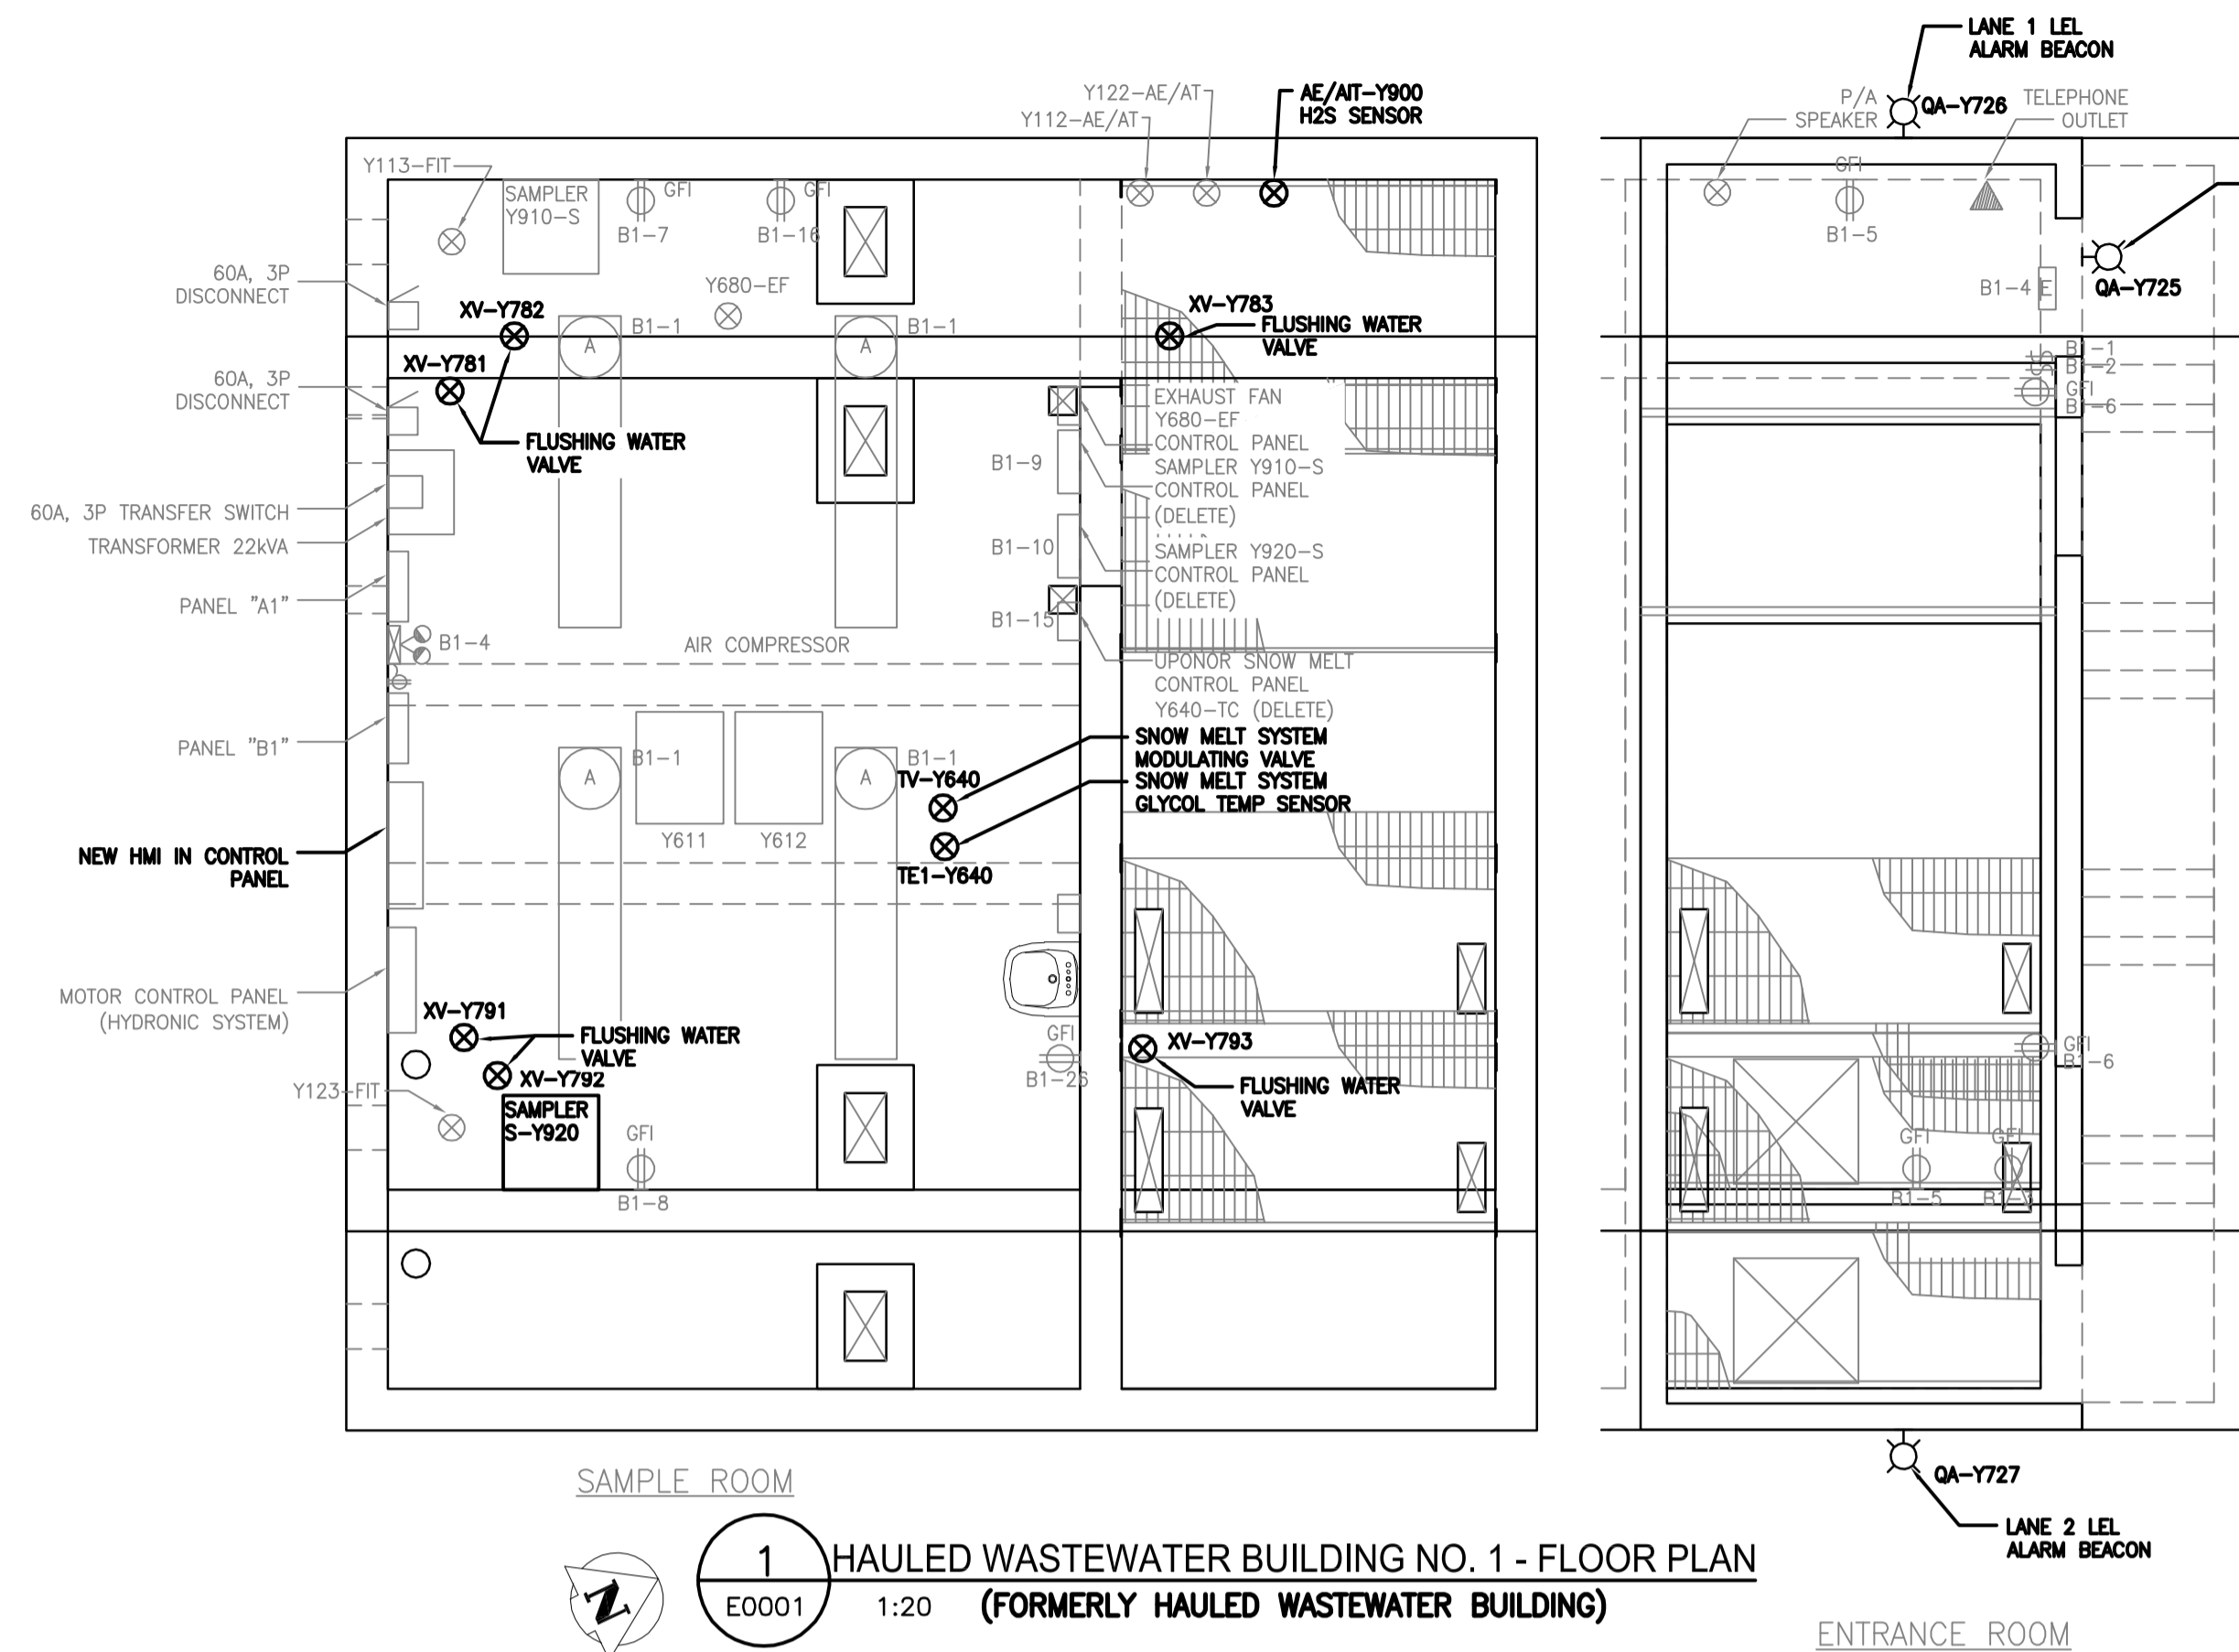 LANE 1 LEL
ALARM BEACON
Y122-AE/AT
Y112-AE/AT
AE/AIT-Y900
H2S SENSOR
P/A
SPEAKER
QA-Y726
TELEPHONE
OUTLET
Y113-FIT
SAMPLER
Y910-S
GFI
B1-7
GFI
B1-16
GFI
B1-5
60A, 3P
DISCONNECT
Y680-EF
B1-4
E
QA-Y725
XV-Y782
XV-Y781
A
B1-1
A
B1-1
XV-Y783
FLUSHING WATER
VALVE
B1-1
B1-2
GFI
B1-6
60A, 3P
DISCONNECT
FLUSHING WATER
VALVE
EXHAUST FAN
Y680-EF
CONTROL PANEL
B1-9
SAMPLER Y910-S
CONTROL PANEL
(DELETE)
60A, 3P TRANSFER SWITCH
TRANSFORMER 22kVA
B1-10
SAMPLER Y920-S
CONTROL PANEL
(DELETE)
PANEL "A1"
B1-4
AIR COMPRESSOR
B1-15
UPONOR SNOW MELT
CONTROL PANEL
Y640-TC (DELETE)
PANEL "B1"
A
B1-1
A
B1-1
SNOW MELT SYSTEM
MODULATING VALVE
SNOW MELT SYSTEM
GLYCOL TEMP SENSOR
TV-Y640
Y611
Y612
TE1-Y640
NEW HMI IN CONTROL
PANEL
MOTOR CONTROL PANEL
(HYDRONIC SYSTEM)
XV-Y791
FLUSHING WATER
VALVE
XV-Y792
GFI
B1-26
XV-Y793
FLUSHING WATER
VALVE
GFI
B1-6
Y123-FIT
SAMPLER
S-Y920
GFI
B1-8
GFI
B1-5
GFI
QA-Y727
LANE 2 LEL
ALARM BEACON
SAMPLE ROOM
N
1
E0001
HAULED WASTEWATER BUILDING NO. 1 - FLOOR PLAN
1:20
(FORMERLY HAULED WASTEWATER BUILDING)
ENTRANCE ROOM